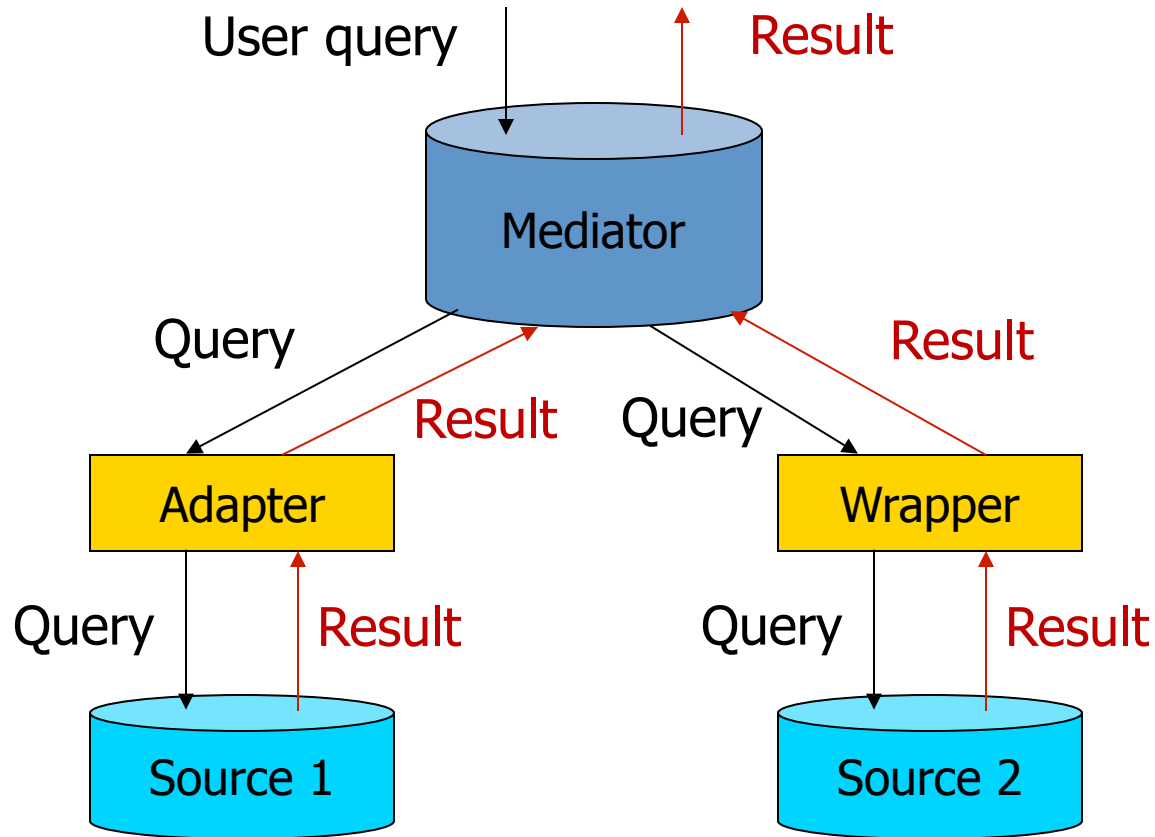 User query
Result
Mediator
Query
Result
Result
Query
Adapter
Wrapper
Query
Result
Query
Result
Source 1
Source 2